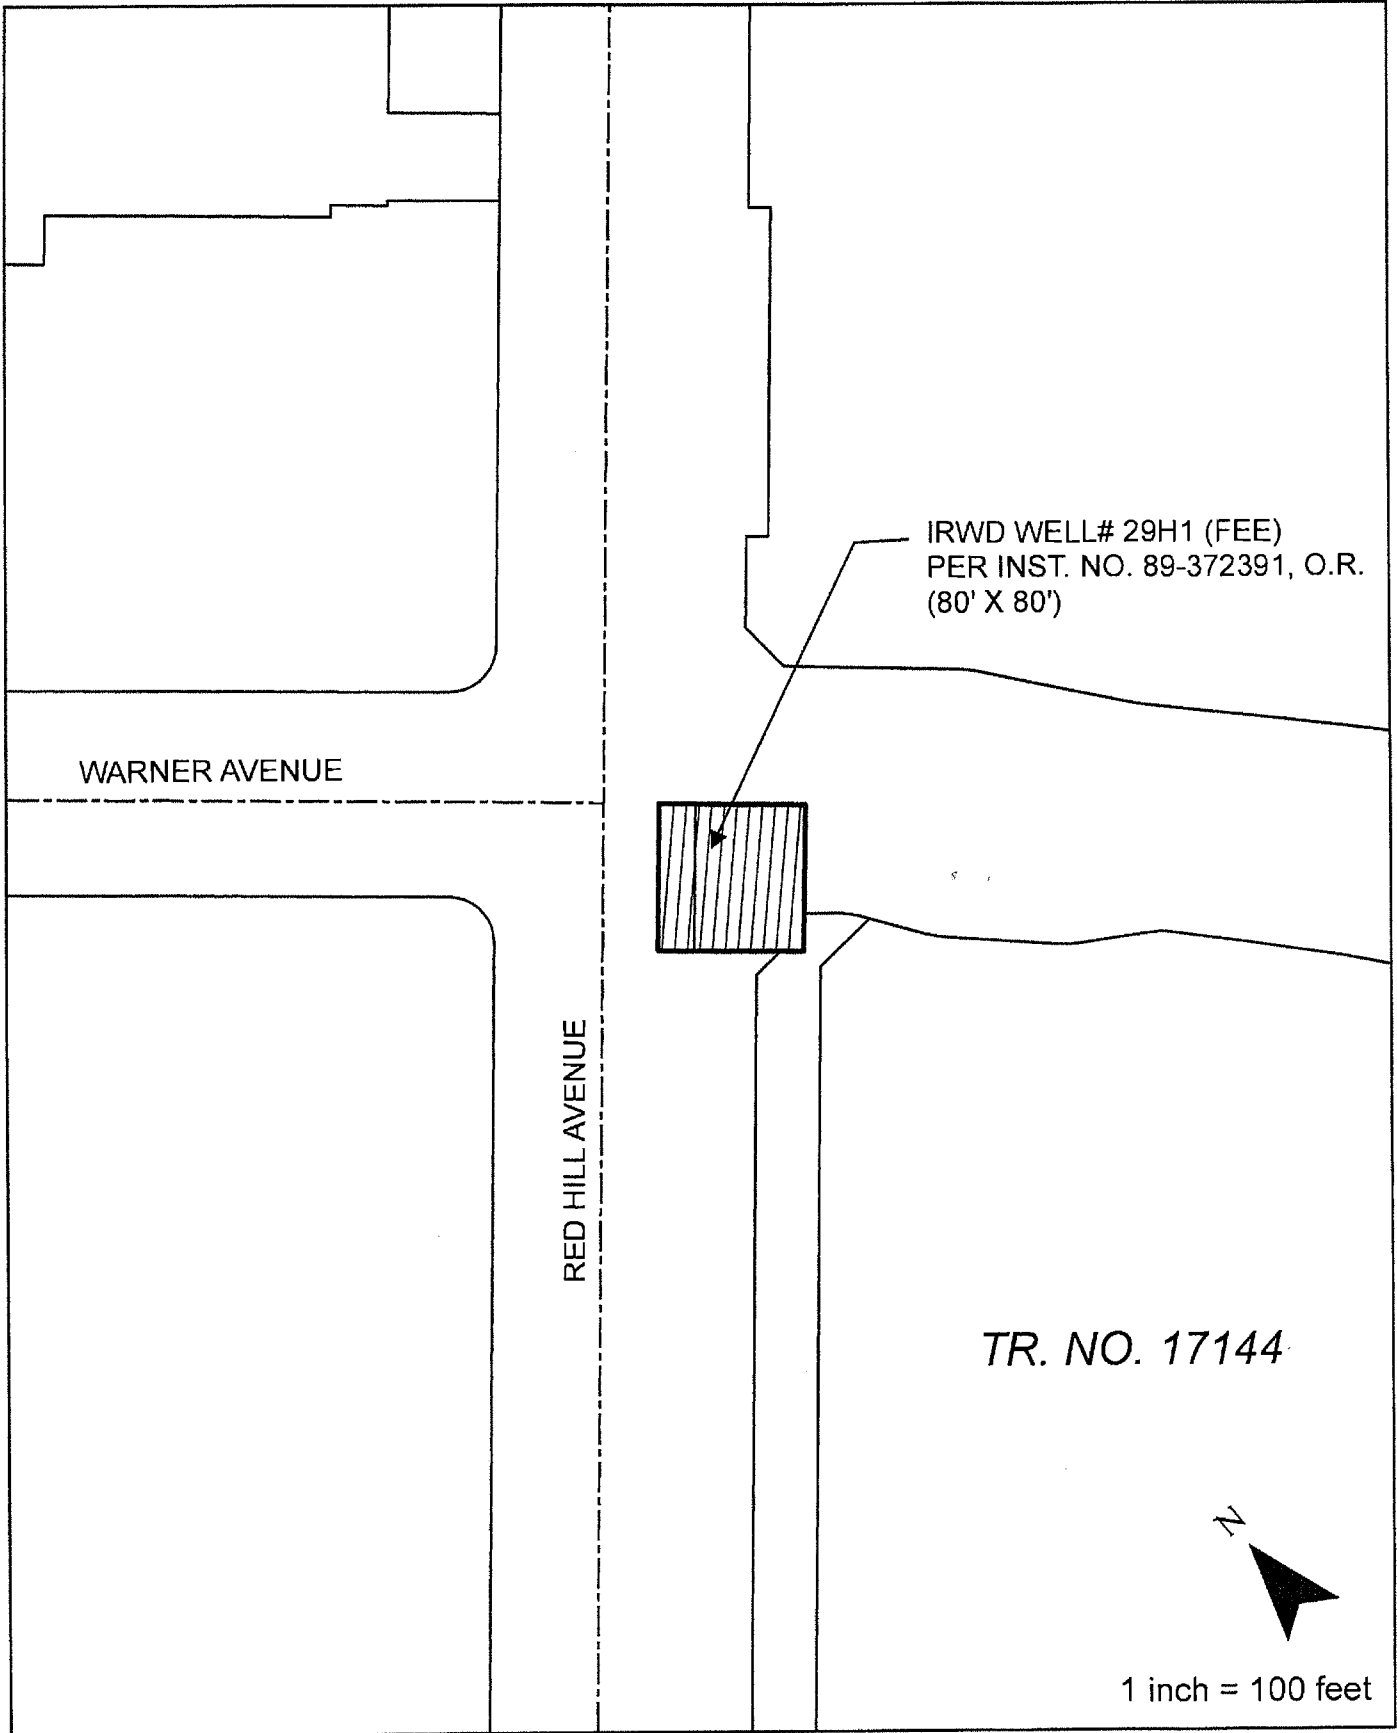 IRWD WELL# 29H1 (FEE)
PER INST. NO. 89-372391, O.R.
(80' X 80')
WARNER AVENUE
RED HILL AVENUE
TR. NO. 17144
N
1 inch = 100 feet